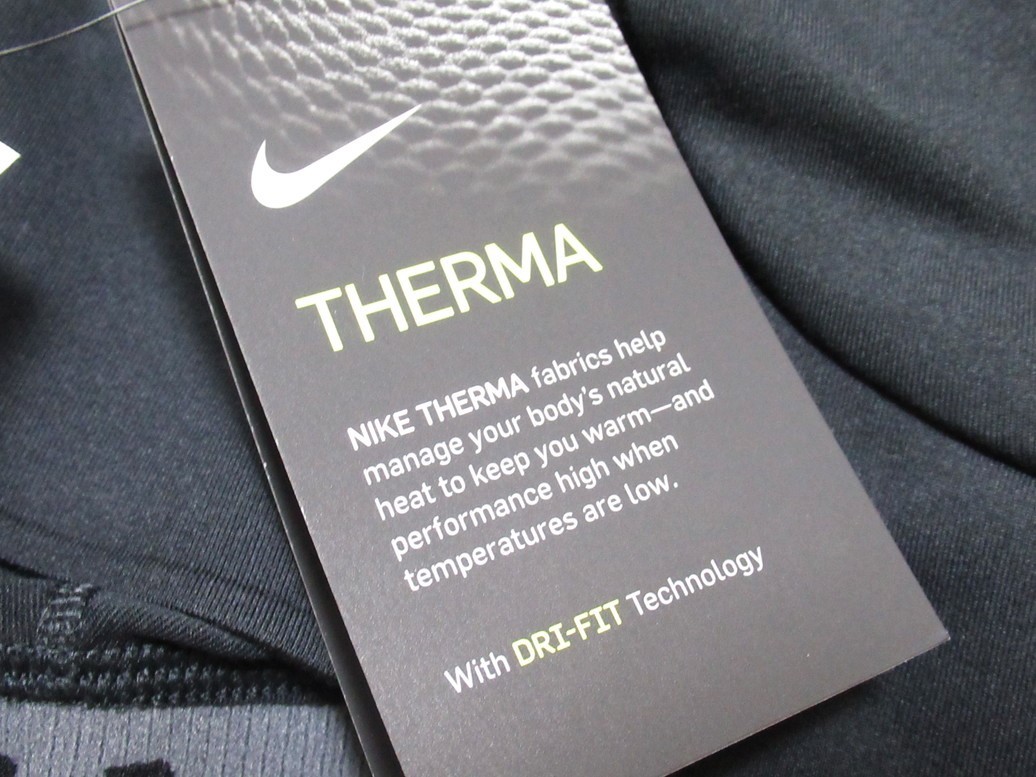 THERMA
NIKE THERMA fabrics help
manage your body's natural
heat to keep you warm—and
performance high when
temperatures are low.
With DRI-FIT Technology